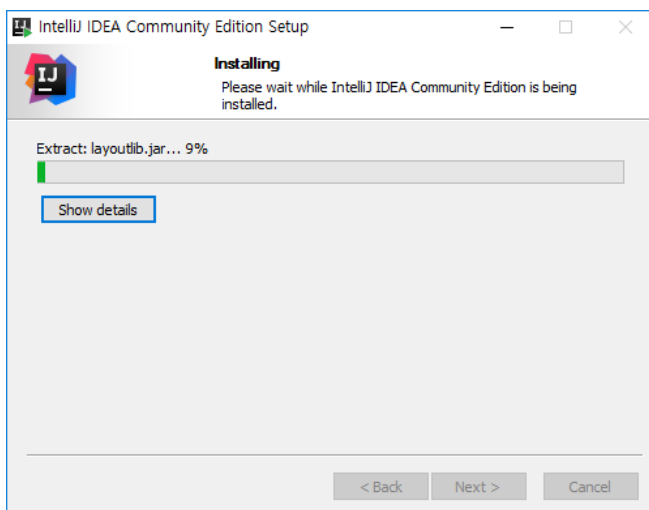 IntelliJ IDEA Community Edition Setup
IJ
Installing
Please wait while IntelliJ IDEA Community Edition is being
installed.
Extract: layoutlib.jar... 9%
Show details
< Back
Next >
Cancel